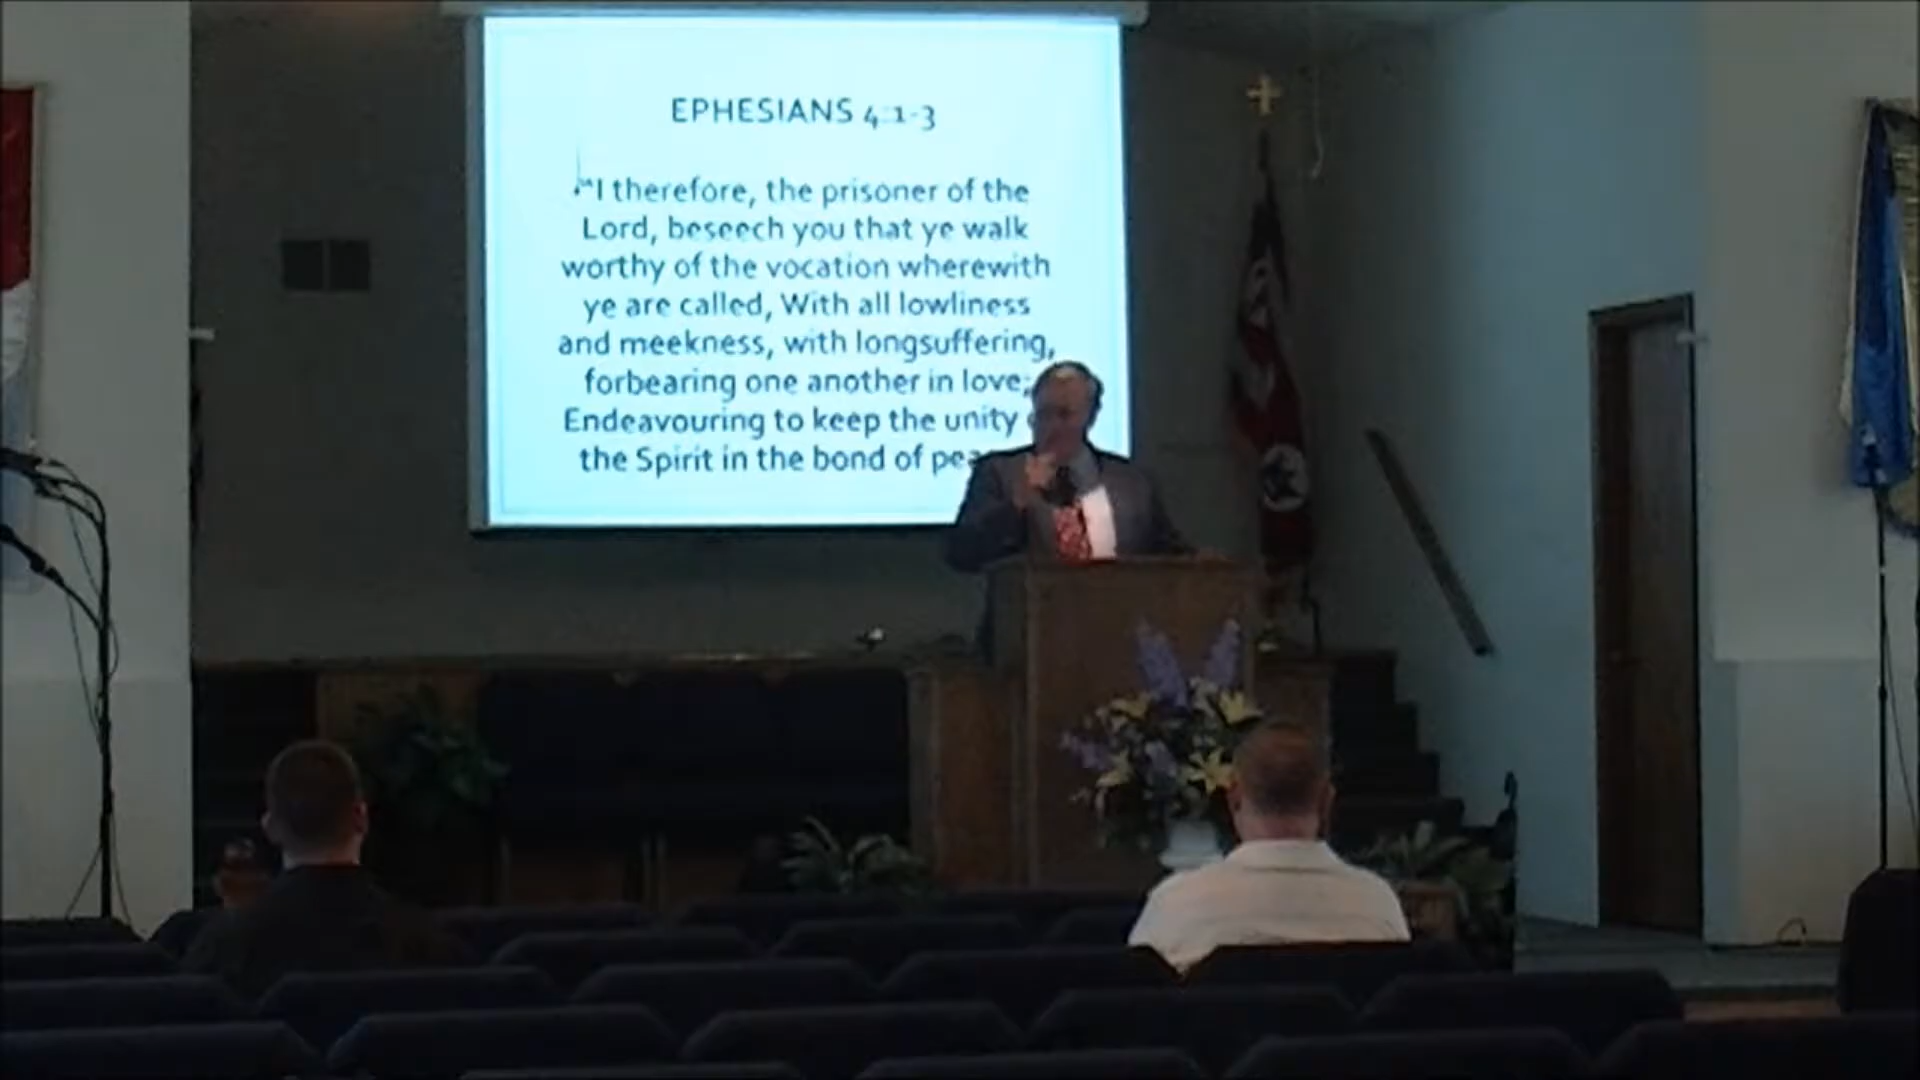 EPHESIANS 4:1-3
"I therefore, the prisoner of the
Lord, beseech you that ye walk
worthy of the vocation wherewith
ye are called, With all lowliness
and meekness, with longsuffering,
forbearing one another in love;
Endeavouring to keep the unity
the Spirit in the bond of